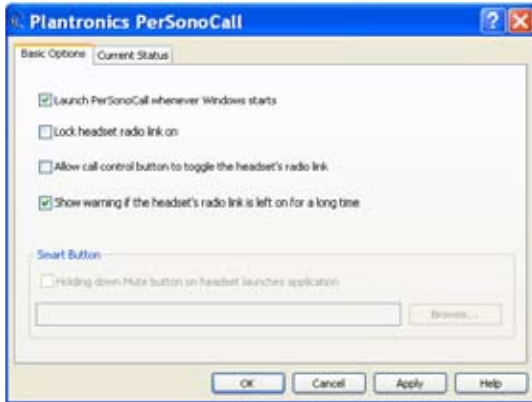 Plantronics PerSonoCall
Basic Options Current Status
Launch PerSonoCall whenever Windows starts
Lock headset radio link on
Allow call control button to toggle the headset's radio link
Show warning if the headset's radio link is left on for a long time
Smart Button
Holding down Mute button on headset launches application
Browse...
OK Cancel Apply Help